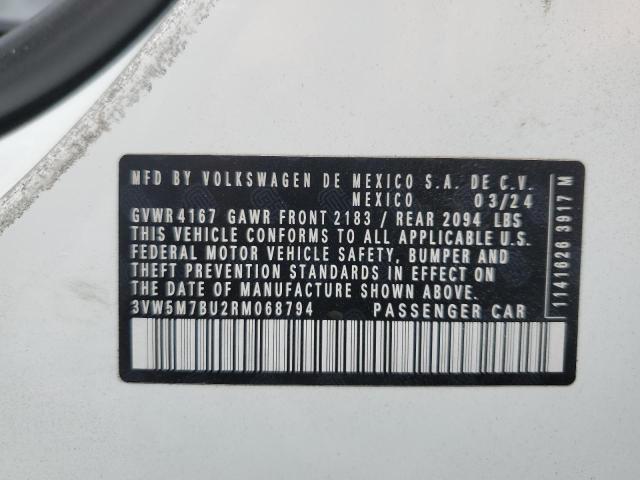 MFD BY VOLKSWAGEN DE MEXICO S.A. DE C.V.
MEXICO 03/24
GVWR 4167 GAWR FRONT 2183 / REAR 2094 LBS
THIS VEHICLE CONFORMS TO ALL APPLICABLE U.S.
FEDERAL MOTOR VEHICLE SAFETY, BUMPER AND
THEFT PREVENTION STANDARDS IN EFFECT ON
THE DATE OF MANUFACTURE SHOWN ABOVE.
3VW5M7BU2RM068794 PASSENGER CAR
1141626 3917 M